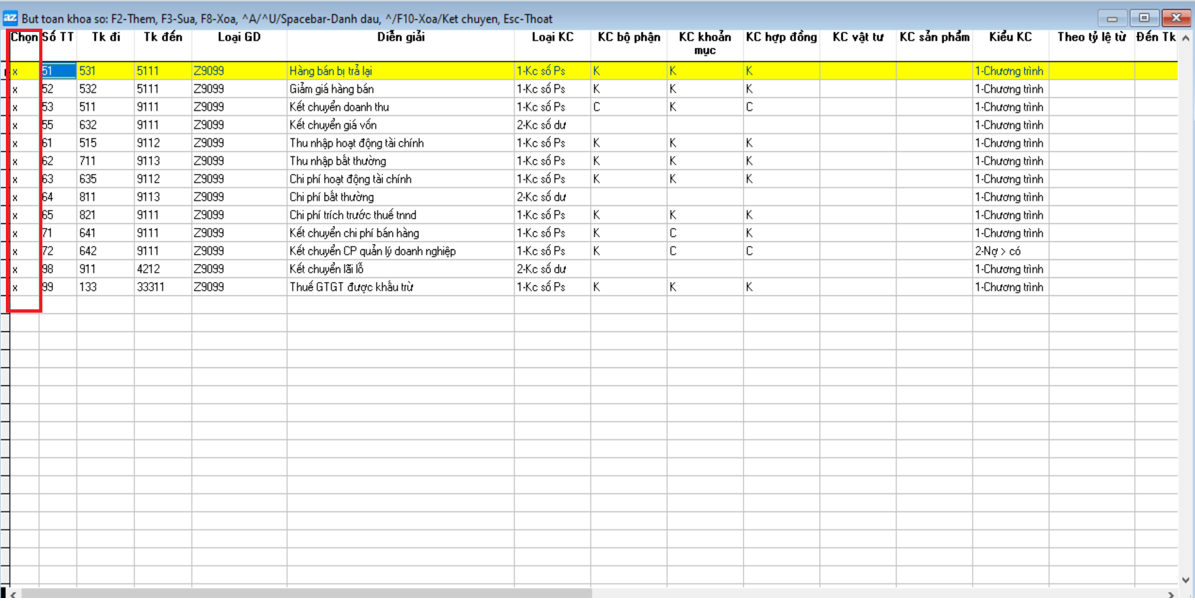 az But toan khoa so: F2-Them, F3-Sua, F8-Xoa, ^A/^U/Spacebar-Danh dau, ^/F10-Xoa/Ket chuyen, Esc-Thoat
Chọn Số TT Tk đi Tk đến Loại GD Diễn giải Loại KC KC bộ phận KC khoản mục KC hợp đồng KC vật tư KC sản phẩm Kiểu KC Theo tỷ lệ từ Đến Tk
x 51 531 5111 Z9099 Hàng bán bị trả lại 1-Kc số Ps K K K 1-Chương trình
x 52 532 5111 Z9099 Giảm giá hàng bán 1-Kc số Ps K K K 1-Chương trình
x 53 511 9111 Z9099 Kết chuyển doanh thu 1-Kc số Ps C K C 1-Chương trình
x 55 632 9111 Z9099 Kết chuyển giá vốn 2-Kc số dư 1-Chương trình
x 61 515 9112 Z9099 Thu nhập hoạt động tài chính 1-Kc số Ps K K K 1-Chương trình
x 62 711 9113 Z9099 Thu nhập bất thường 1-Kc số Ps K K K 1-Chương trình
x 63 635 9112 Z9099 Chi phí hoạt động tài chính 1-Kc số Ps K K K 1-Chương trình
x 64 811 9113 Z9099 Chi phí bất thường 2-Kc số dư 1-Chương trình
x 65 821 9111 Z9099 Chi phí trích trước thuế tnnd 1-Kc số Ps K K K 1-Chương trình
x 71 641 9111 Z9099 Kết chuyển chi phí bán hàng 1-Kc số Ps K C K 1-Chương trình
x 72 642 9111 Z9099 Kết chuyển CP quản lý doanh nghiệp 1-Kc số Ps K C C 2-Nợ > có
x 98 911 4212 Z9099 Kết chuyển lãi lỗ 2-Kc số dư 1-Chương trình
x 99 133 33311 Z9099 Thuế GTGT được khấu trừ 1-Kc số Ps K K K 1-Chương trình